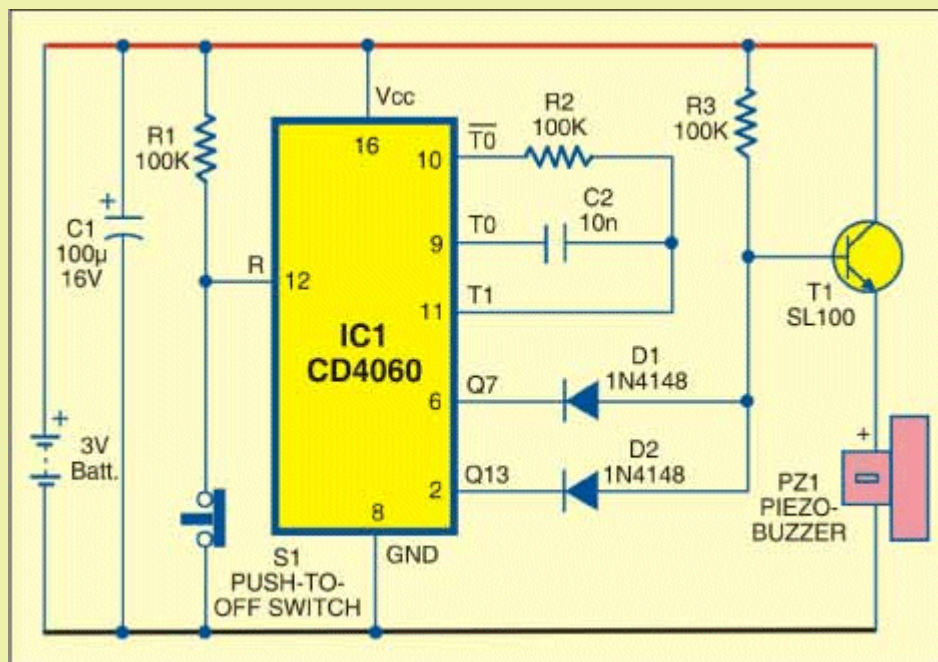 Vcc
R1
100K
16
10
T0
R2
100K
R3
100K
+
C1
100µ
16V
C2
10n
9
T0
R
12
11
T1
T1
SL100
IC1
CD4060
D1
1N4148
6
Q7
+
3V
Batt.
D2
1N4148
2
Q13
+
PZ1
PIEZO-
BUZZER
8
GND
S1
PUSH-TO-
OFF SWITCH